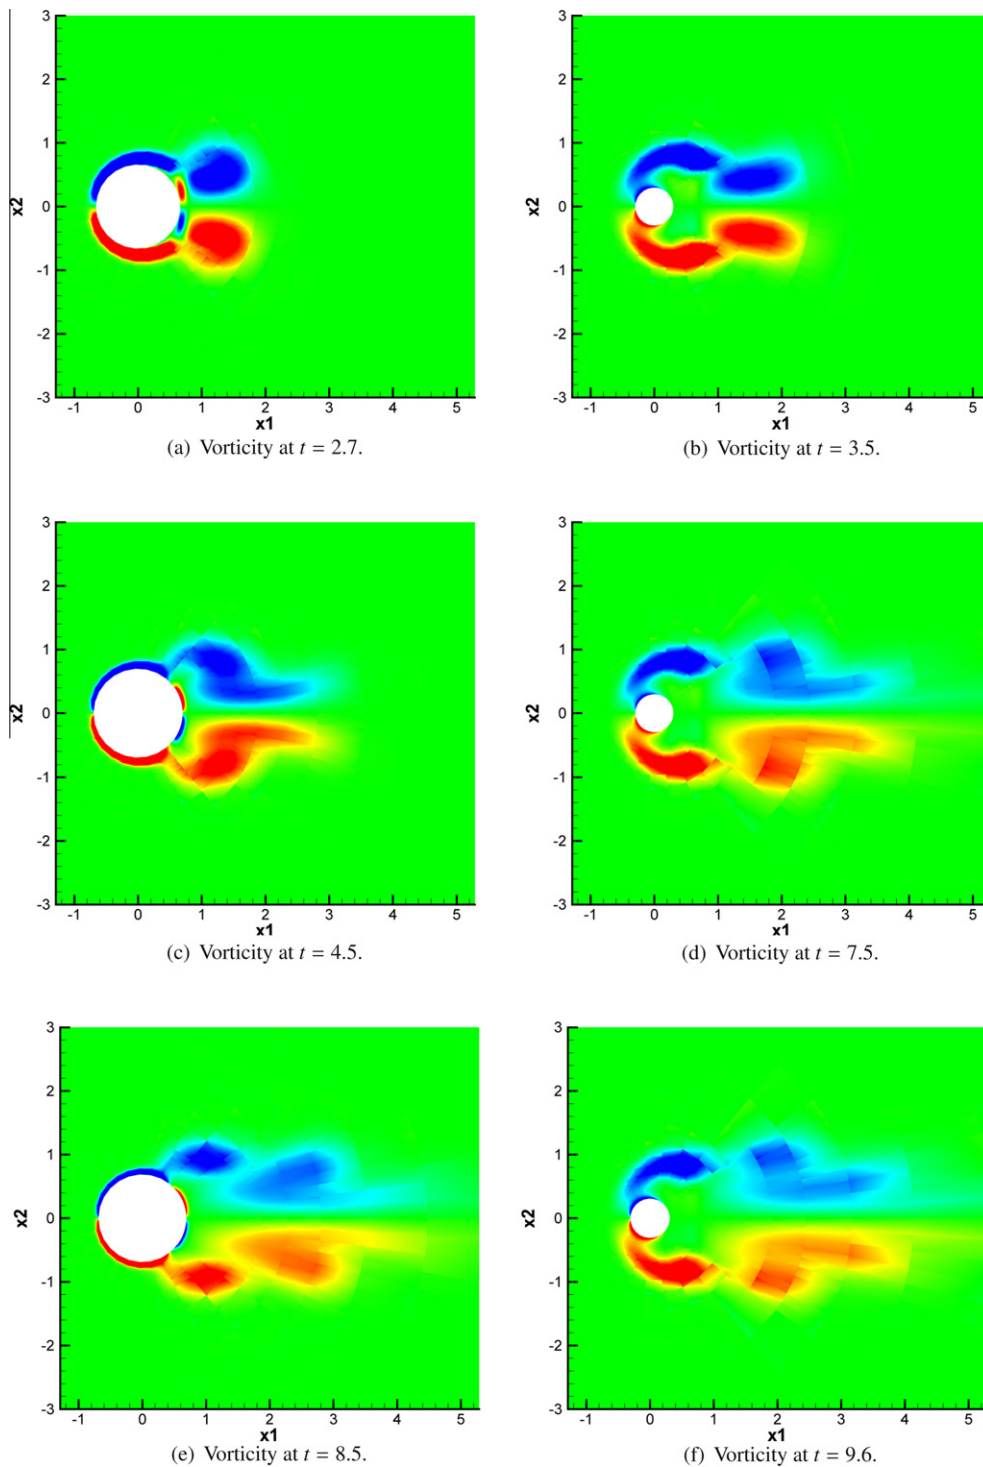 3
2
1
0
-1
-2
-3
x2
-1 0 1 2 3 4 5
x1
(a) Vorticity at t = 2.7.
3
2
1
0
-1
-2
-3
x2
-1 0 1 2 3 4 5
x1
(b) Vorticity at t = 3.5.
3
2
1
0
-1
-2
-3
x2
-1 0 1 2 3 4 5
x1
(c) Vorticity at t = 4.5.
3
2
1
0
-1
-2
-3
x2
-1 0 1 2 3 4 5
x1
(d) Vorticity at t = 7.5.
3
2
1
0
-1
-2
-3
x2
-1 0 1 2 3 4 5
x1
(e) Vorticity at t = 8.5.
3
2
1
0
-1
-2
-3
x2
-1 0 1 2 3 4 5
x1
(f) Vorticity at t = 9.6.